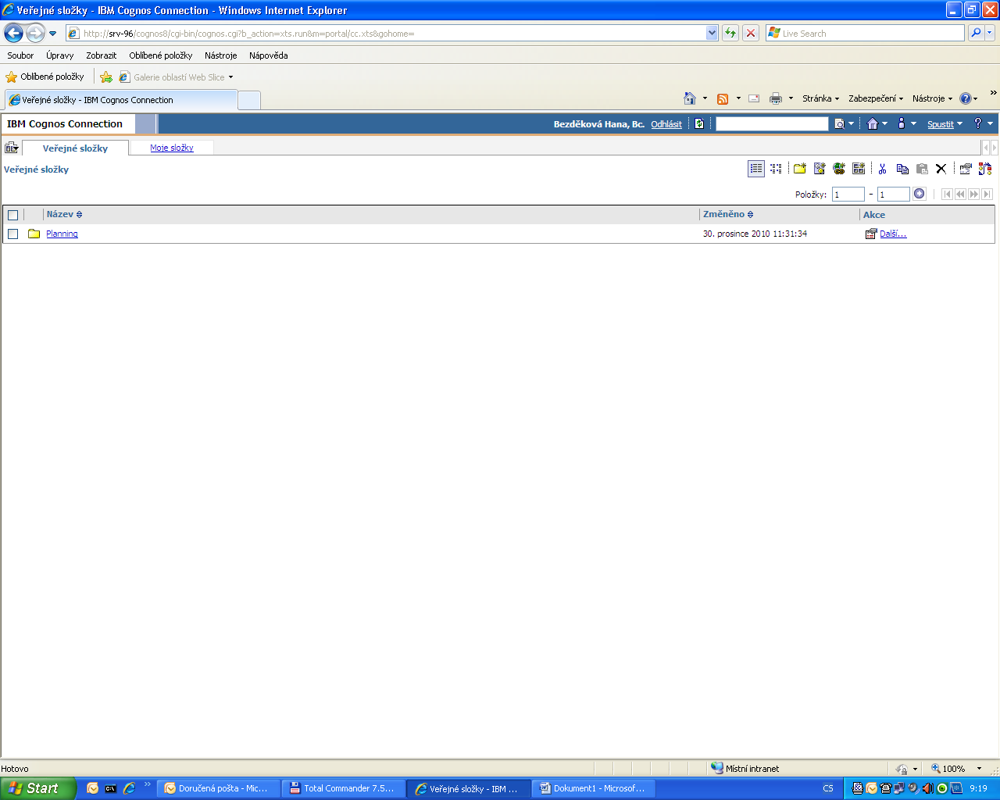 Veřejné složky - IBM Cognos Connection - Windows Internet Explorer
http://srv-96/cognos8/cgi-bin/cognos.cgi?b_action=xts.run&m=portal/cc.xts&gohome=
Live Search
Soubor Úpravy Zobrazit Oblíbené položky Nástroje Nápověda
Oblíbené položky Galerie oblastí Web Slice
Veřejné složky - IBM Cognos Connection
Stránka Zabezpečení Nástroje »
IBM Cognos Connection
Bezděková Hana, Bc. Odhlásit Spustit ?
Veřejné složky Moje složky
Veřejné složky
Položky: 1 - 1
Název Změněno Akce
Planning 30. prosince 2010 11:31:34 Další...
Hotovo Místní intranet 100%
Start » Doručená pošta - Mic... Total Commander 7.5... Veřejné složky - IBM ... Dokument1 - Microsof... CS 9:19